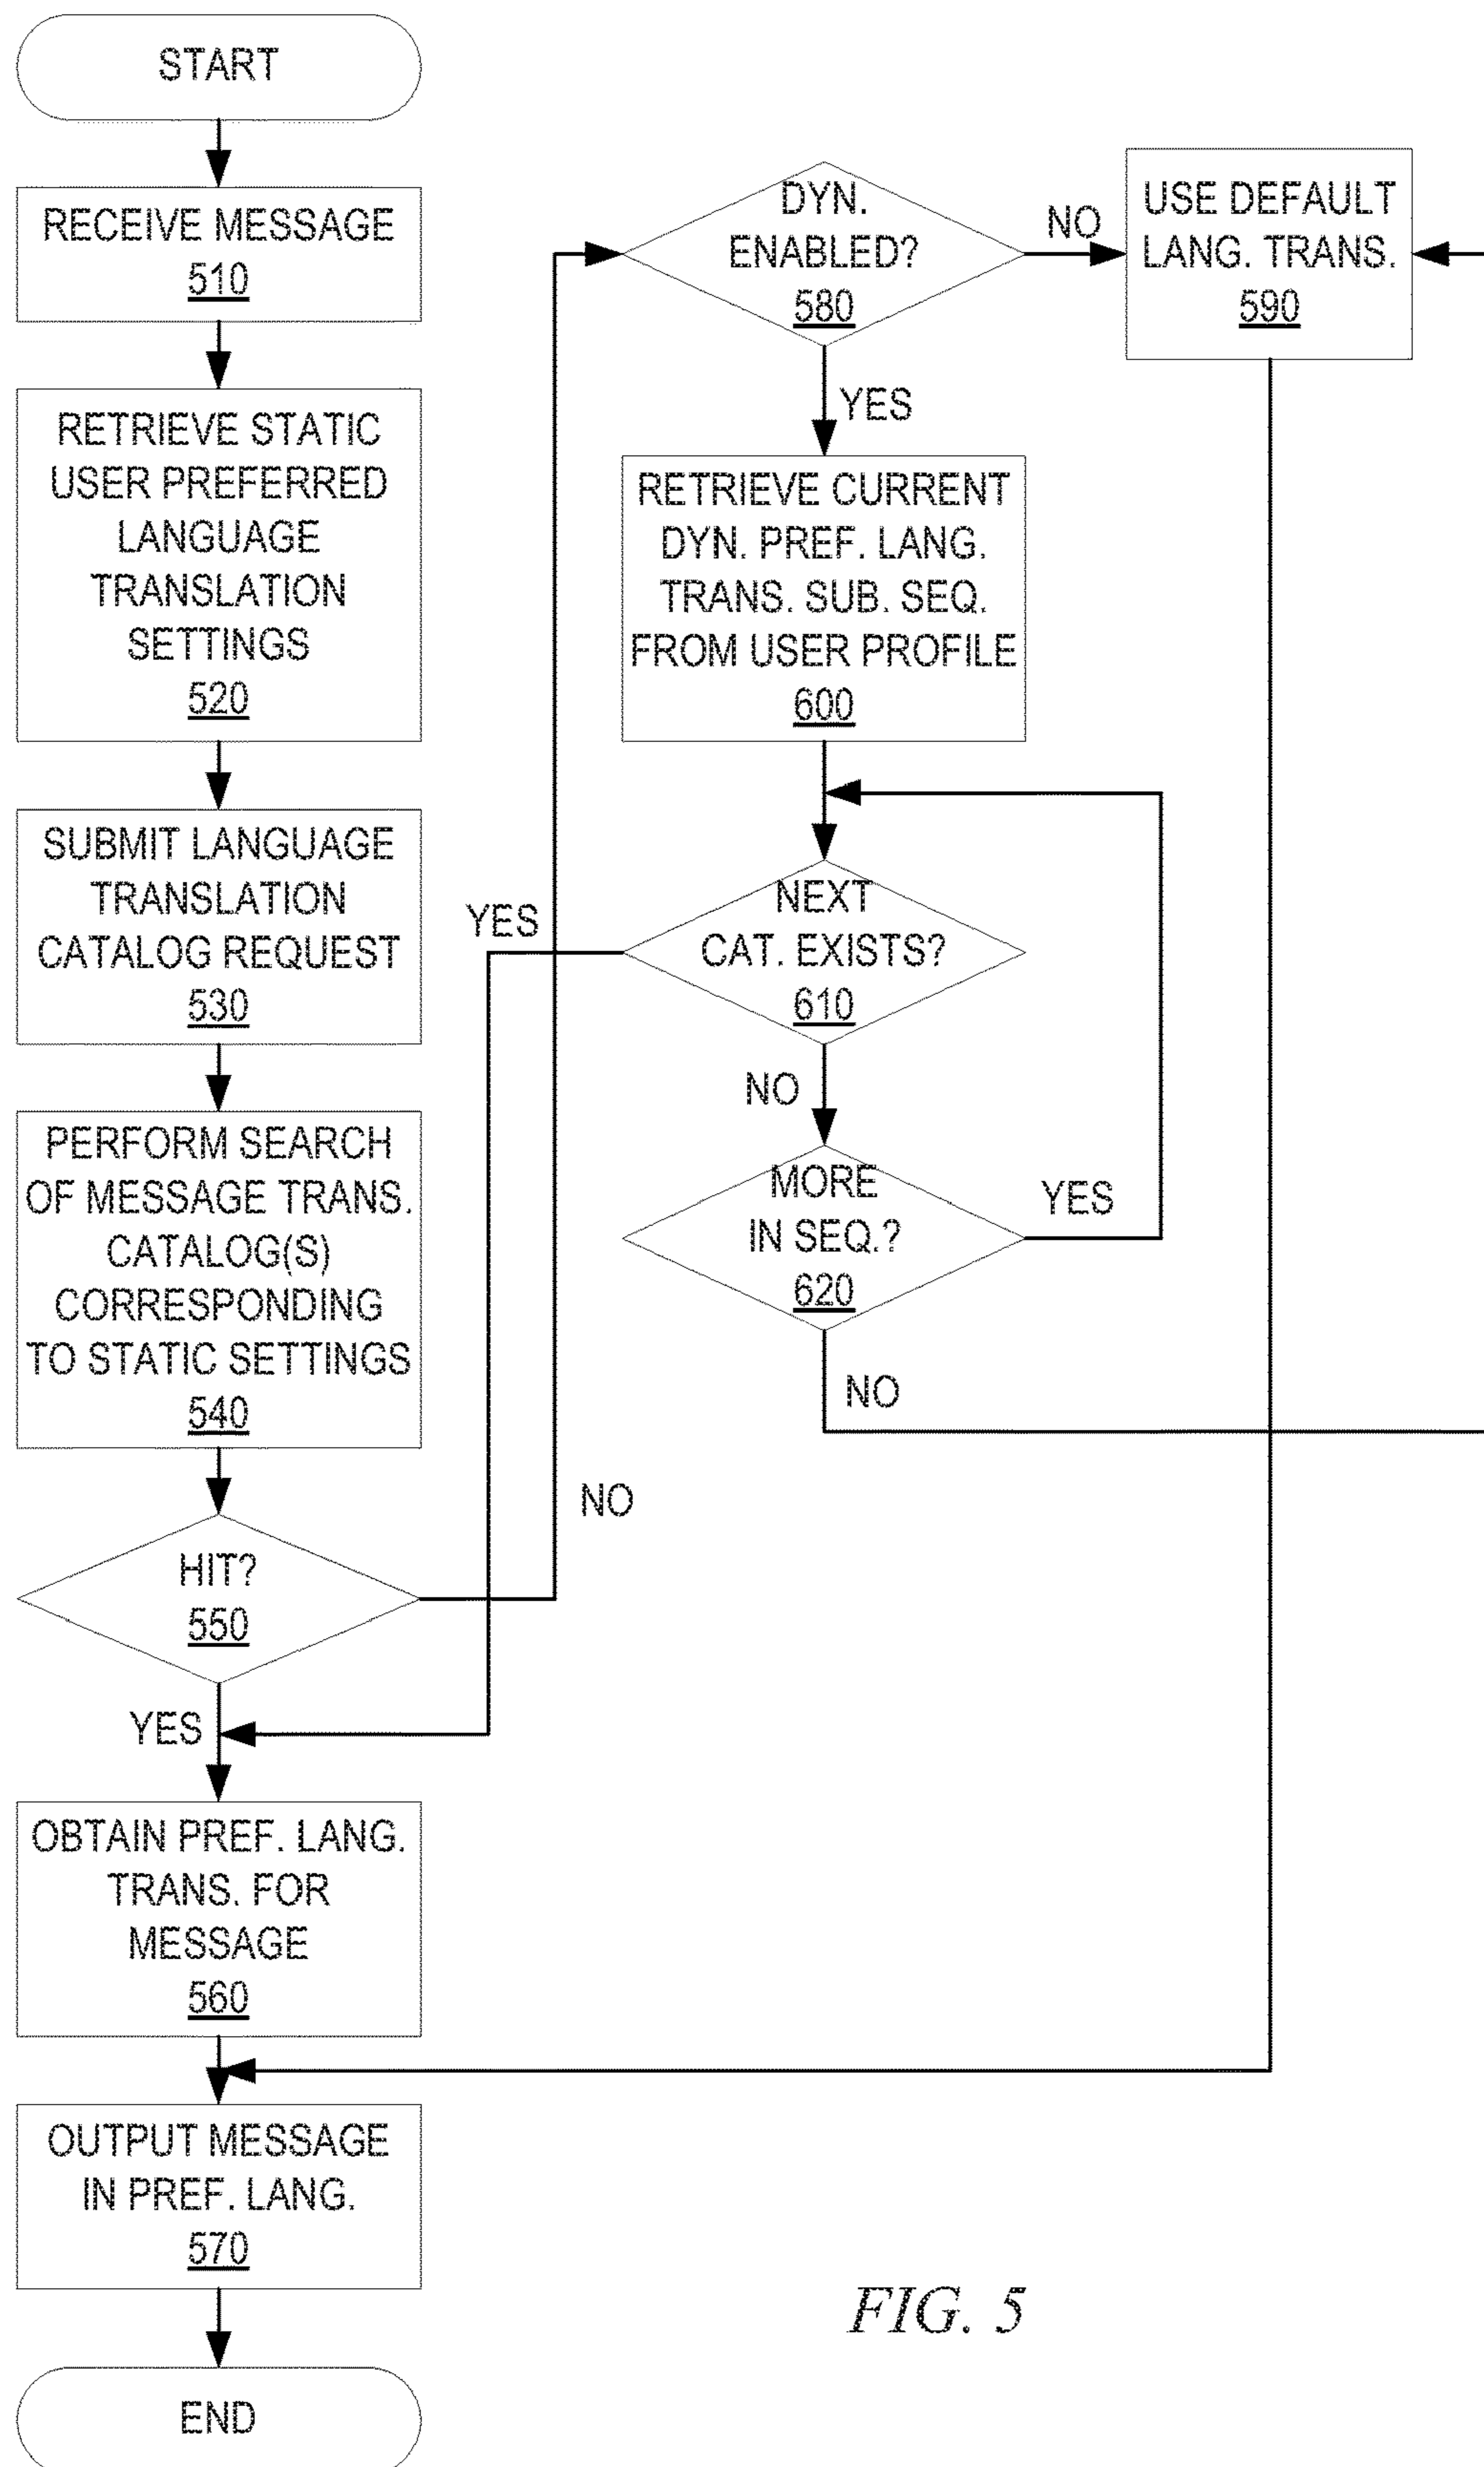 START
RECEIVE MESSAGE
510
RETRIEVE STATIC
USER PREFERRED
LANGUAGE
TRANSLATION
SETTINGS
520
SUBMIT LANGUAGE
TRANSLATION
CATALOG REQUEST
530
PERFORM SEARCH
OF MESSAGE TRANS.
CATALOG(S)
CORRESPONDING
TO STATIC SETTINGS
540
HIT?
550
NO
YES
OBTAIN PREF. LANG.
TRANS. FOR
MESSAGE
560
OUTPUT MESSAGE
IN PREF. LANG.
570
END
DYN.
ENABLED?
580
NO
YES
USE DEFAULT
LANG. TRANS.
590
RETRIEVE CURRENT
DYN. PREF. LANG.
TRANS. SUB. SEQ.
FROM USER PROFILE
600
NEXT
CAT. EXISTS?
610
YES
NO
MORE
IN SEQ.?
620
YES
NO
FIG. 5